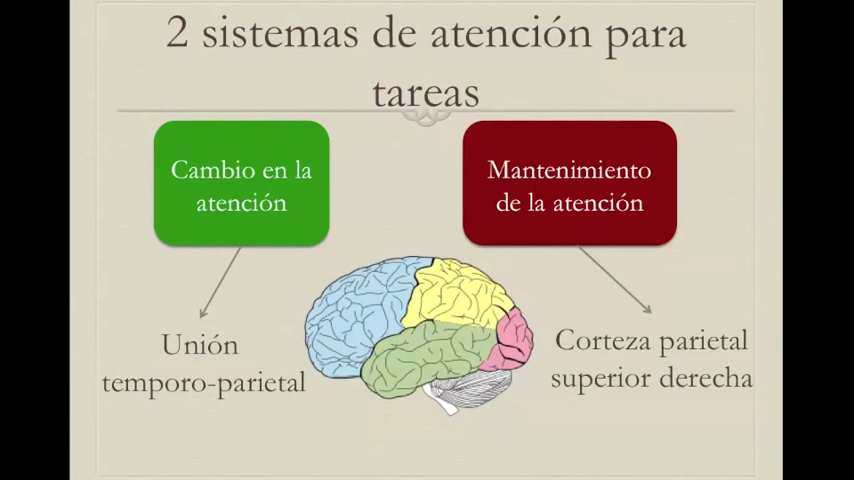 2 sistemas de atención para
tareas
Cambio en la
atención
Mantenimiento
de la atención
Unión
temporo-parietal
Corteza parietal
superior derecha